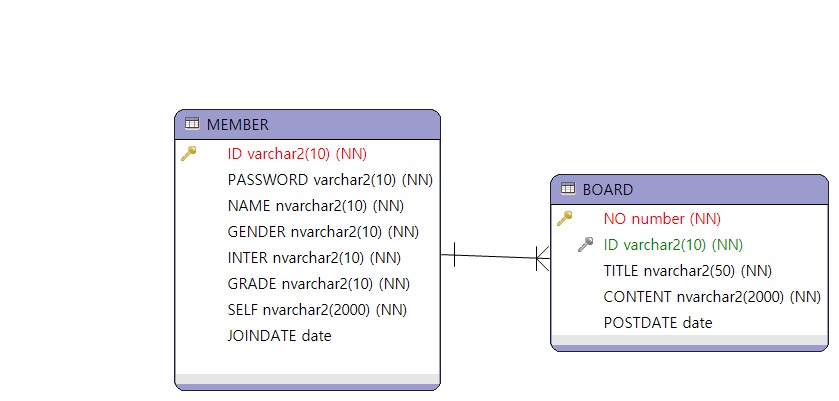 MEMBER
ID varchar2(10) (NN)
PASSWORD varchar2(10) (NN)
NAME nvarchar2(10) (NN)
GENDER nvarchar2(10) (NN)
INTER nvarchar2(10) (NN)
GRADE nvarchar2(10) (NN)
SELF nvarchar2(2000) (NN)
JOINDATE date
BOARD
NO number (NN)
ID varchar2(10) (NN)
TITLE nvarchar2(50) (NN)
CONTENT nvarchar2(2000) (NN)
POSTDATE date